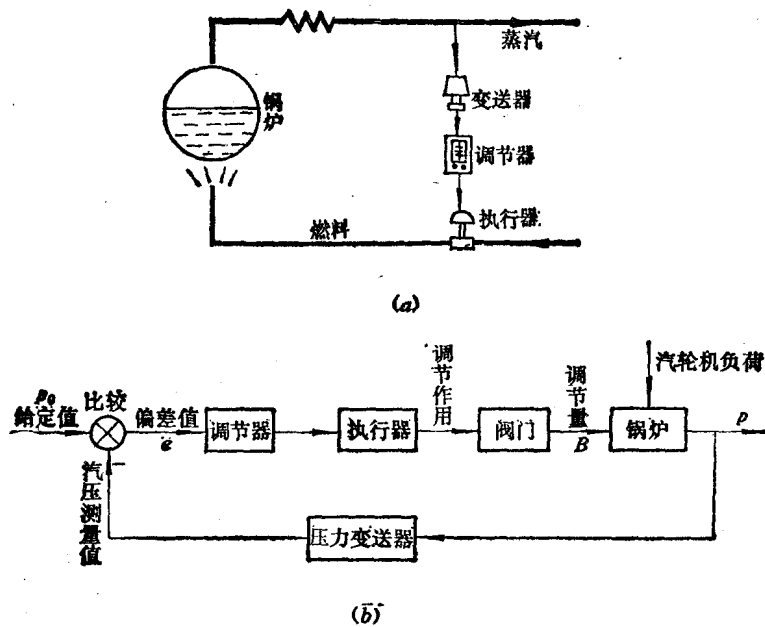 蒸汽
锅炉
变送器
调节器
执行器
燃料
(a)
p₀
给定值
比较
偏差值
e
调节器
执行器
调节作用
阀门
调节量
B
锅炉
汽轮机负荷
p
汽压测量值
−
压力变送器
(b)